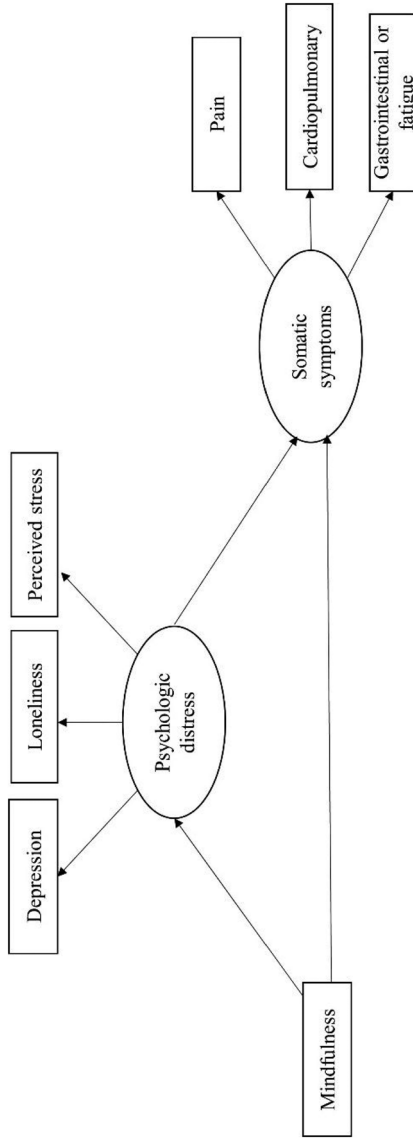 Depression
Loneliness
Perceived stress
Psychologic
distress
Mindfulness
Somatic
symptoms
Pain
Cardiopulmonary
Gastrointestinal or
fatigue